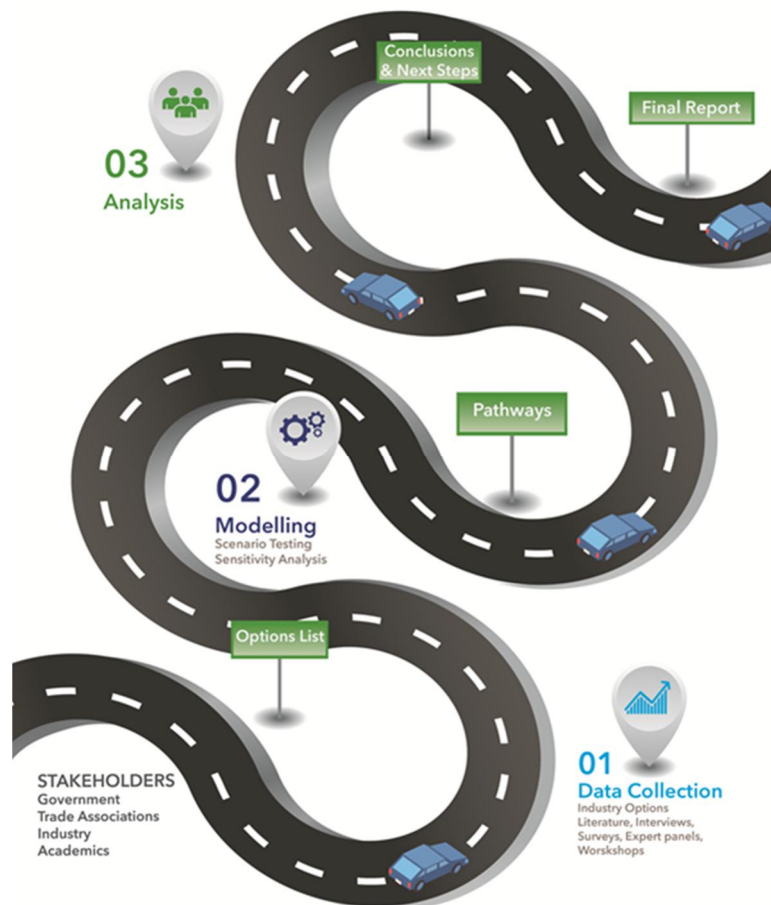 Conclusions
& Next Steps
Final Report
03
Analysis
Pathways
02
Modelling
Scenario Testing
Sensitivity Analysis
Options List
STAKEHOLDERS
Government
Trade Associations
Industry
Academics
01
Data Collection
Industry Options
Literature, Interviews,
Surveys, Expert panels,
Worskshops